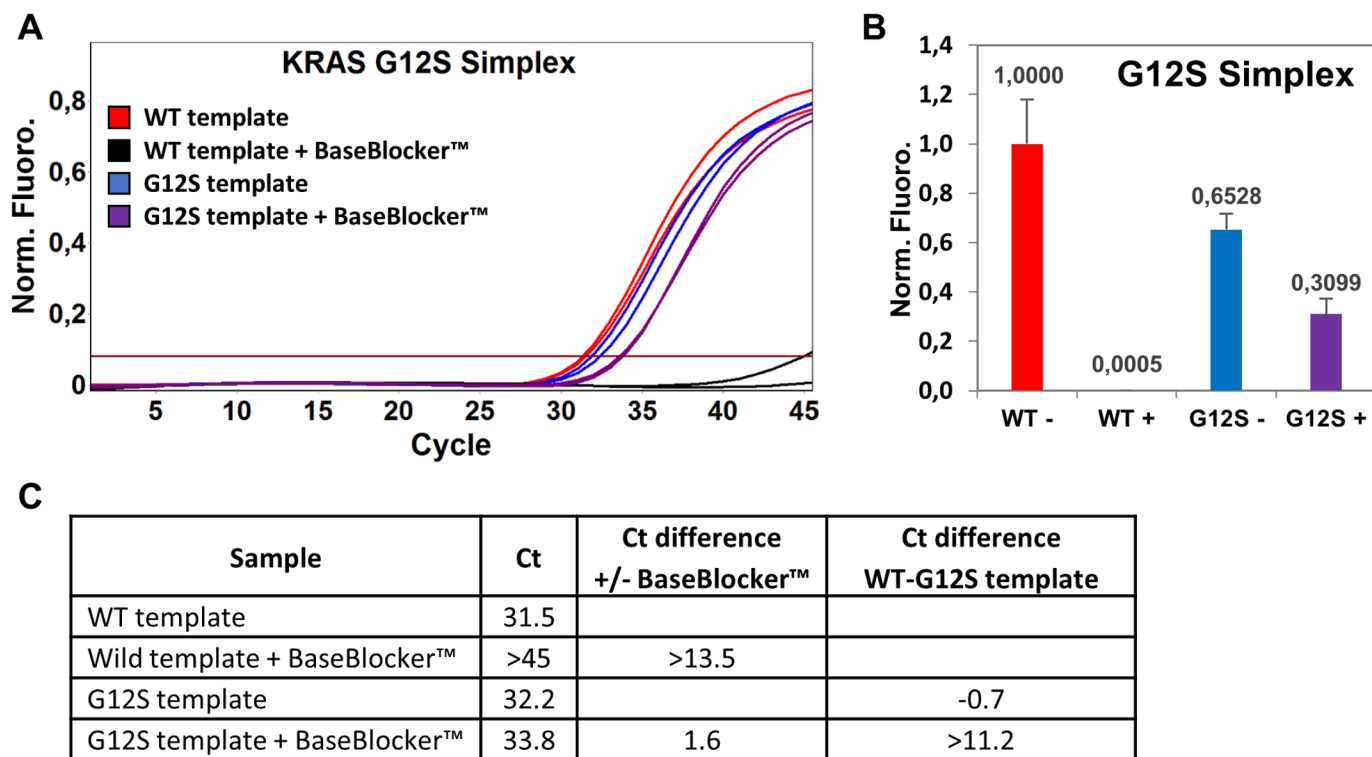 A
KRAS G12S Simplex
WT template
WT template + BaseBlocker™
G12S template
G12S template + BaseBlocker™
Norm. Fluoro.
0,8
0,6
0,4
0,2
0
5 10 15 20 25 30 35 40 45
Cycle
B
G12S Simplex
Norm. Fluoro.
1,4
1,2
1,0
0,8
0,6
0,4
0,2
0,0
1,0000
0,0005
0,6528
0,3099
WT - WT + G12S - G12S +
C
Sample Ct Ct difference +/- BaseBlocker™ Ct difference WT-G12S template
WT template 31.5
Wild template + BaseBlocker™ >45 >13.5
G12S template 32.2 -0.7
G12S template + BaseBlocker™ 33.8 1.6 >11.2